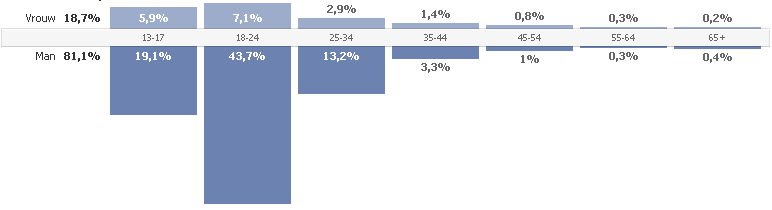 Vrouw 18,7% 5,9% 7,1% 2,9% 1,4% 0,8% 0,3% 0,2%
13-17 18-24 25-34 35-44 45-54 55-64 65+
Man 81,1% 19,1% 43,7% 13,2% 3,3% 1% 0,3% 0,4%